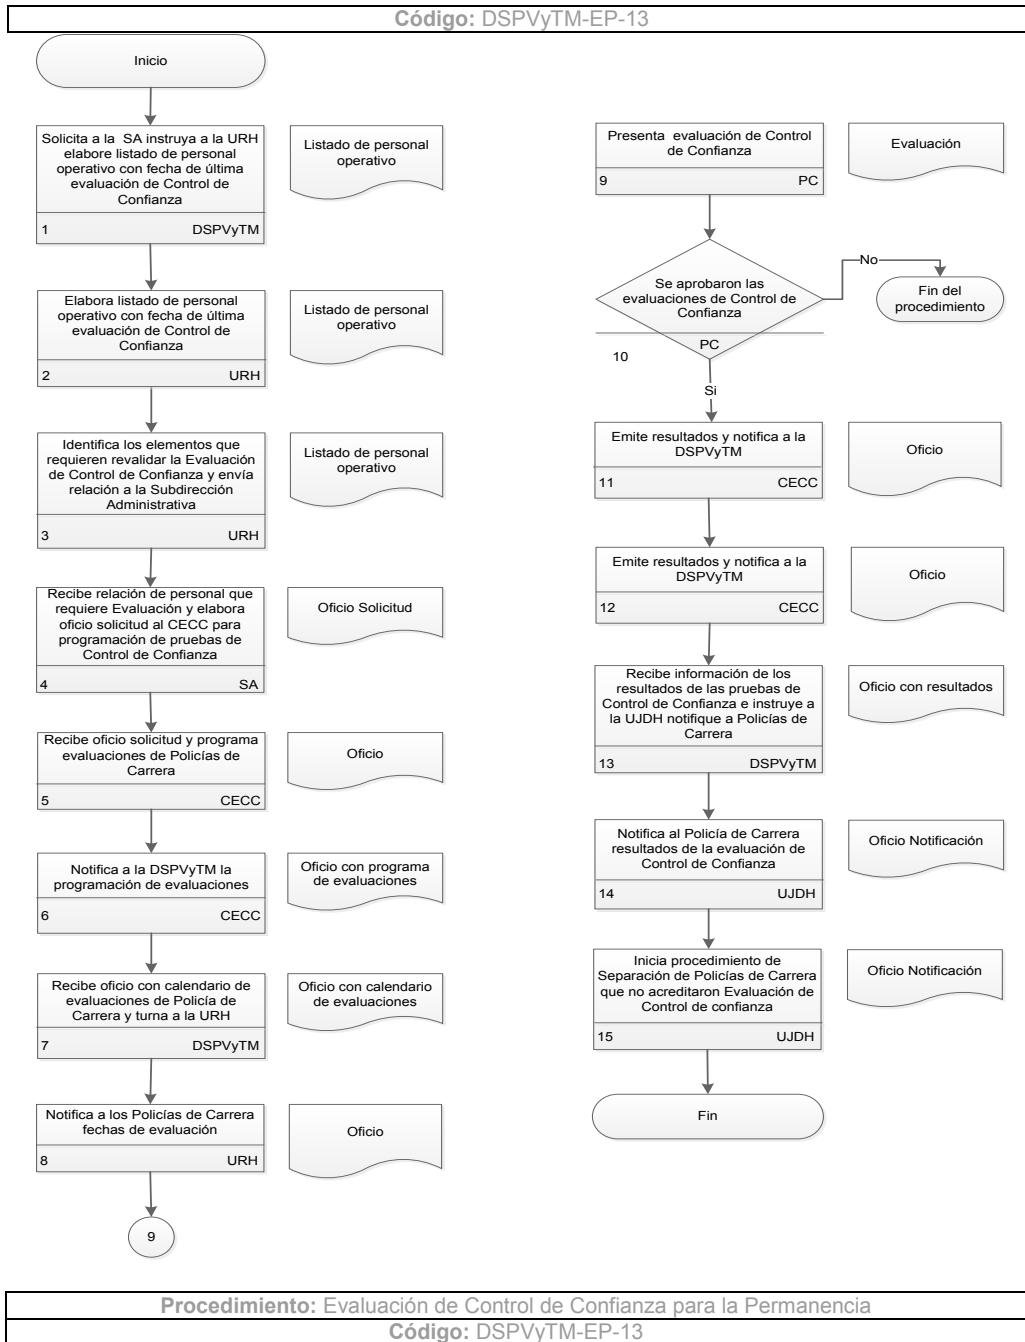 Código: DSPVyTM-EP-13
Inicio
Solicita a la SA instruya a la URH
elabore listado de personal
operativo con fecha de última
evaluación de Control de
Confianza
1 DSPVyTM
Listado de personal
operativo
Elabora listado de personal
operativo con fecha de última
evaluación de Control de
Confianza
2 URH
Listado de personal
operativo
Identifica los elementos que
requieren revalidar la Evaluación
de Control de Confianza y envía
relación a la Subdirección
Administrativa
3 URH
Listado de personal
operativo
Recibe relación de personal que
requiere Evaluación y elabora
oficio solicitud al CECC para
programación de pruebas de
Control de Confianza
4 SA
Oficio Solicitud
Recibe oficio solicitud y programa
evaluaciones de Policías de
Carrera
5 CECC
Oficio
Notifica a la DSPVyTM la
programación de evaluaciones
6 CECC
Oficio con programa
de evaluaciones
Recibe oficio con calendario de
evaluaciones de Policía de
Carrera y turna a la URH
7 DSPVyTM
Oficio con calendario
de evaluaciones
Notifica a los Policías de Carrera
fechas de evaluación
8 URH
Oficio
9
Presenta evaluación de Control
de Confianza
9 PC
Evaluación
Se aprobaron las
evaluaciones de Control de
Confianza
PC
10
No
Fin del
procedimiento
Si
Emite resultados y notifica a la
DSPVyTM
11 CECC
Oficio
Emite resultados y notifica a la
DSPVyTM
12 CECC
Oficio
Recibe información de los
resultados de las pruebas de
Control de Confianza e instruye a
la UJDH notifique a Policías de
Carrera
13 DSPVyTM
Oficio con resultados
Notifica al Policía de Carrera
resultados de la evaluación de
Control de Confianza
14 UJDH
Oficio Notificación
Inicia procedimiento de
Separación de Policías de Carrera
que no acreditaron Evaluación de
Control de confianza
15 UJDH
Oficio Notificación
Fin
Procedimiento: Evaluación de Control de Confianza para la Permanencia
Código: DSPVyTM-EP-13